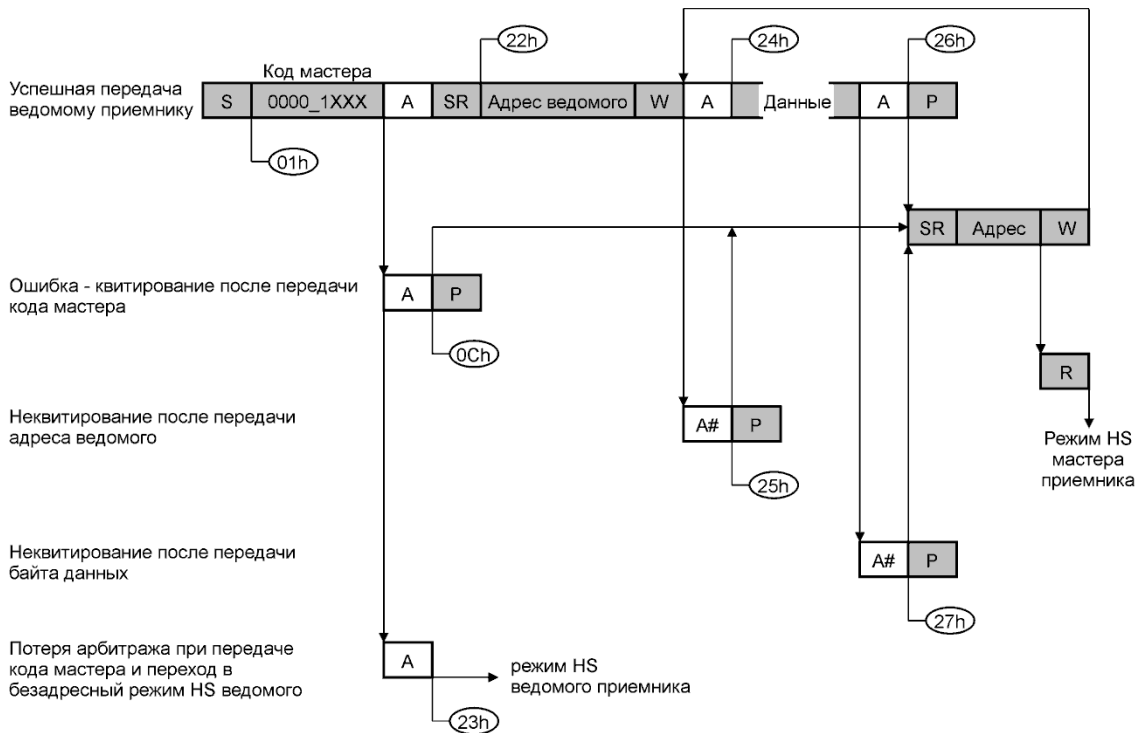 22h
24h
26h
Код мастера
Успешная передача
ведомому приемнику
S 0000_1XXX A SR Адрес ведомого W A Данные A P
01h
SR Адрес W
Ошибка - квитирование после передачи
кода мастера
A P
0Ch
R
Неквитирование после передачи
адреса ведомого
A# P
Режим HS
мастера
приемника
25h
Неквитирование после передачи
байта данных
A# P
27h
Потеря арбитража при передаче
кода мастера и переход в
безадресный режим HS ведомого
A
режим HS
ведомого приемника
23h